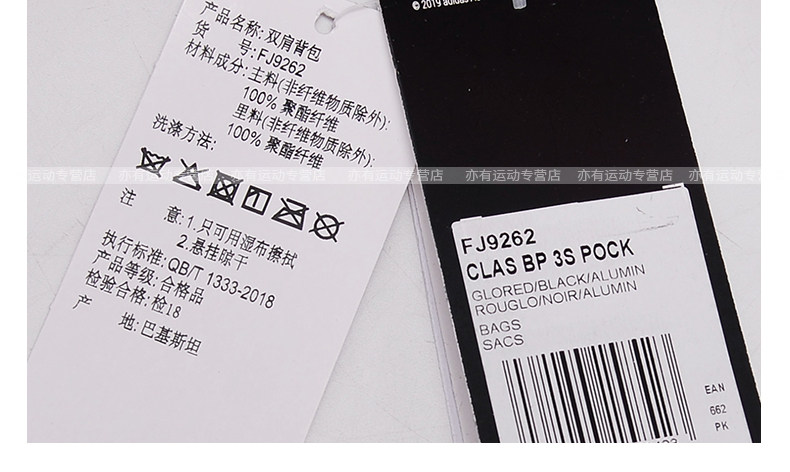 产品名称: 双肩背包
货 号: FJ9262
材料成分: 主料(非纤维物质除外):
100% 聚酯纤维
里料(非纤维物质除外):
100% 聚酯纤维
洗涤方法:
注 意: 1.只可用湿布擦拭
2.悬挂晾干
执行标准: QB/T 1333-2018
产品等级: 合格品
检验合格: 检18
产 地: 巴基斯坦
© 2019 adidas
FJ9262
CLAS BP 3S POCK
GLORED/BLACK/ALUMIN
ROUGLO/NOIR/ALUMIN
BAGS
SACS
EAN
662
PK
亦有运动专营店 亦有运动专营店 亦有运动专营店 亦有运动专营店 亦有运动专营店